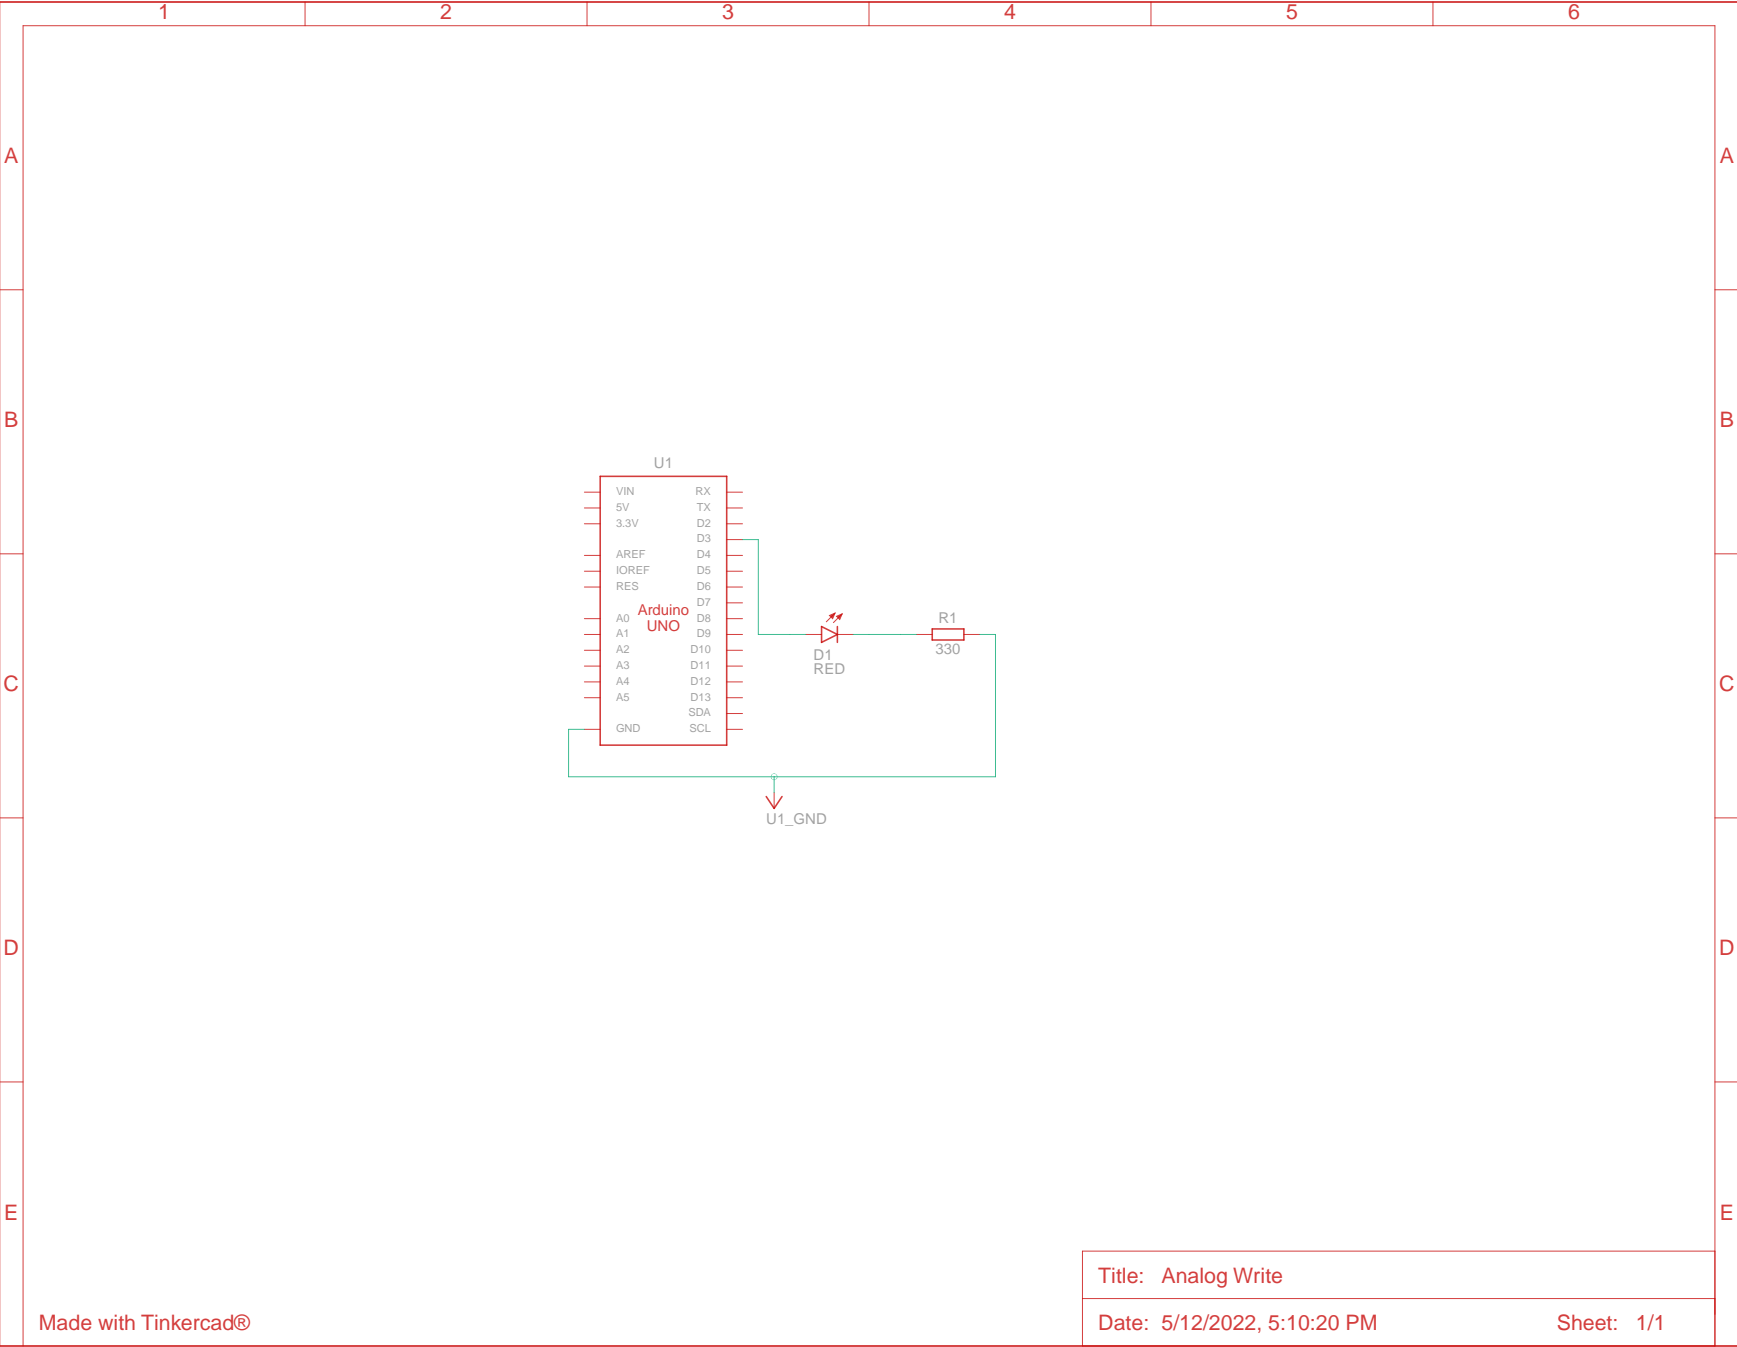 1 2 3 4 5 6
A A
B B
U1
VIN RX
5V TX
3.3V D2
D3
AREF D4
IOREF D5
RES D6
D7
Arduino
UNO
A0 D8
A1 D9
A2 D10
A3 D11
A4 D12
A5 D13
SDA
GND SCL
D1
RED
R1
330
U1_GND
C C
D D
E E
Title: Analog Write
Date: 5/12/2022, 5:10:20 PM Sheet: 1/1
Made with Tinkercad®